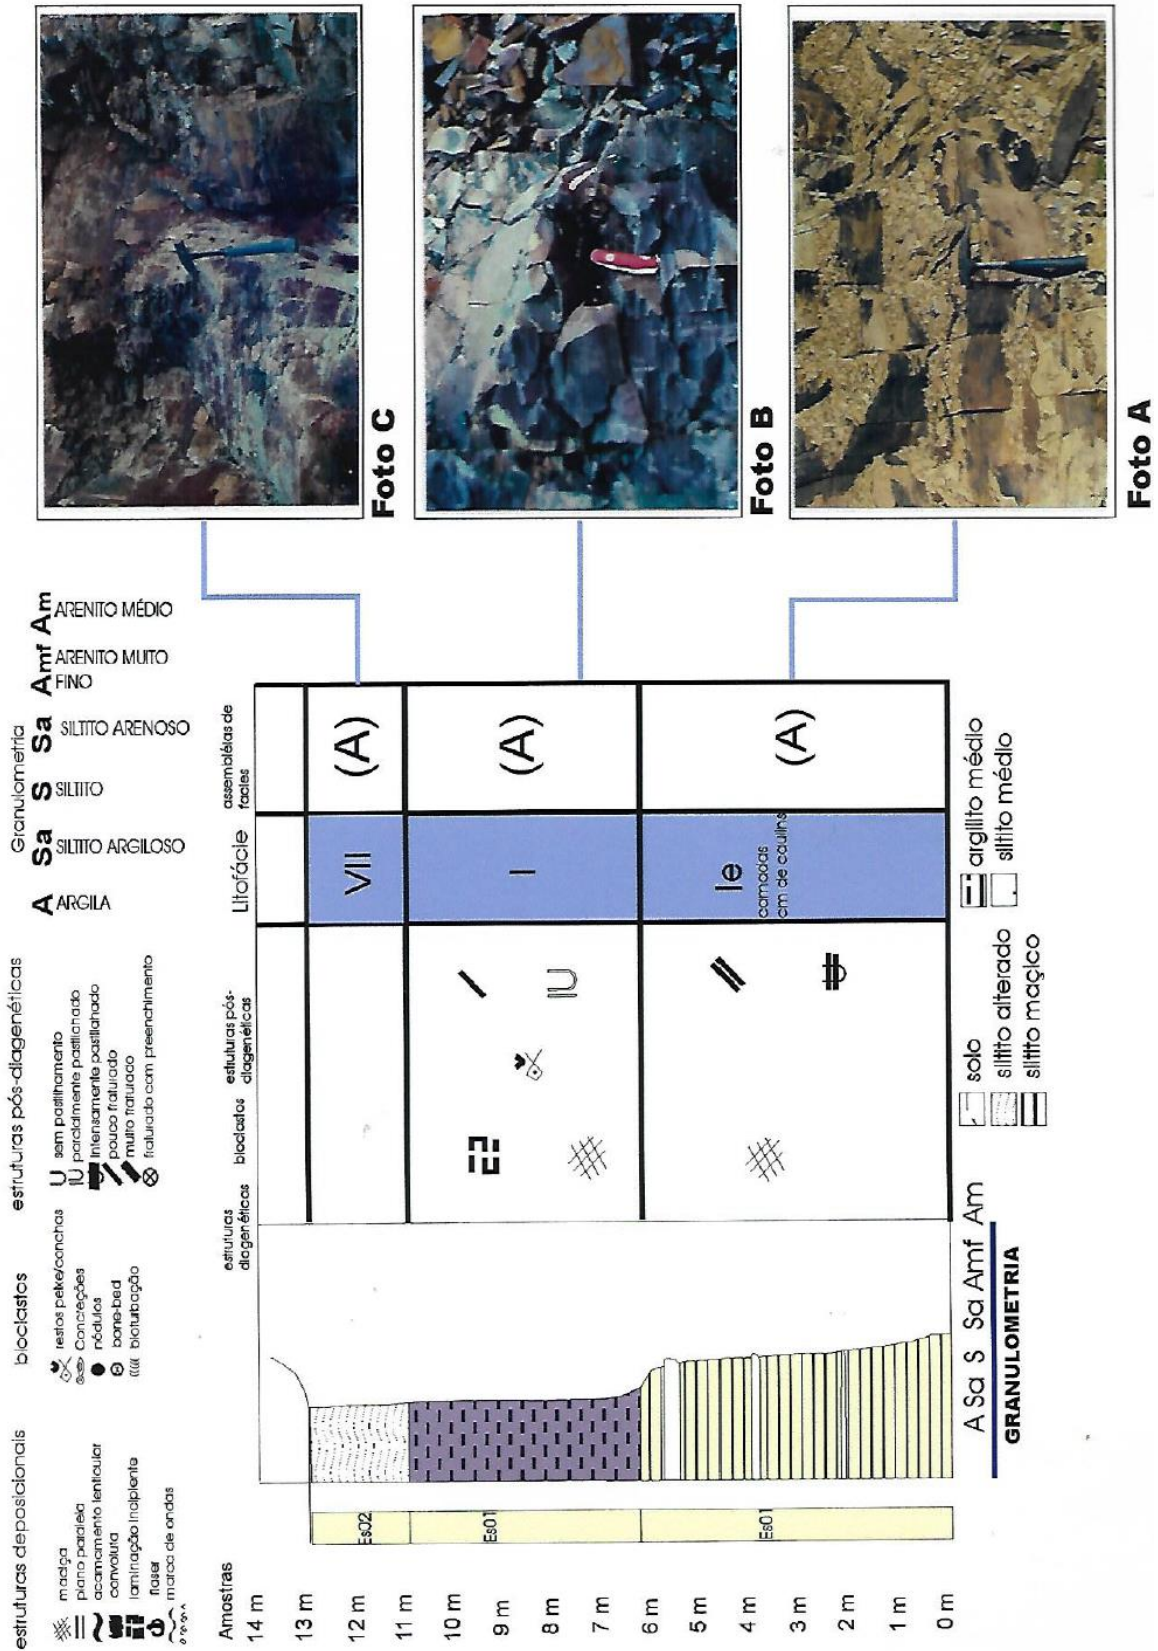 estruturas deposicionais
maciça
plano paralela
acamamento lenticular
convoluta
laminação incipiente
flaser
marca de ondas
bioclastos
restos peixe/conchas
Concreções
nódulos
bone-bed
bioturbação
estruturas pós-diagenéticas
sem pastilhamento
parcialmente pastilhado
intensamente pastilhado
pouco fraturado
muito fraturado
fraturado com preenchimento
Granulometria
A ARGILA
Sa SILTITO ARGILOSO
S SILTITO
Sa SILTITO ARENOSO
Amf ARENITO MUITO
FINO
Am ARENITO MÉDIO
Amostras
estruturas
diagenéticas
bioclastos
estruturas pós-
diagenéticas
Litofácie
assembléias de
facies
14 m
13 m
12 m
11 m
10 m
9 m
8 m
7 m
6 m
5 m
4 m
3 m
2 m
1 m
0 m
Es02
Es01
Es01
VII
(A)
I
(A)
Ie
camadas
cm de caulins
(A)
A Sa S Sa Amf Am
GRANULOMETRIA
solo
siltito alterado
siltito maçico
argilito médio
siltito médio
Foto C
Foto B
Foto A